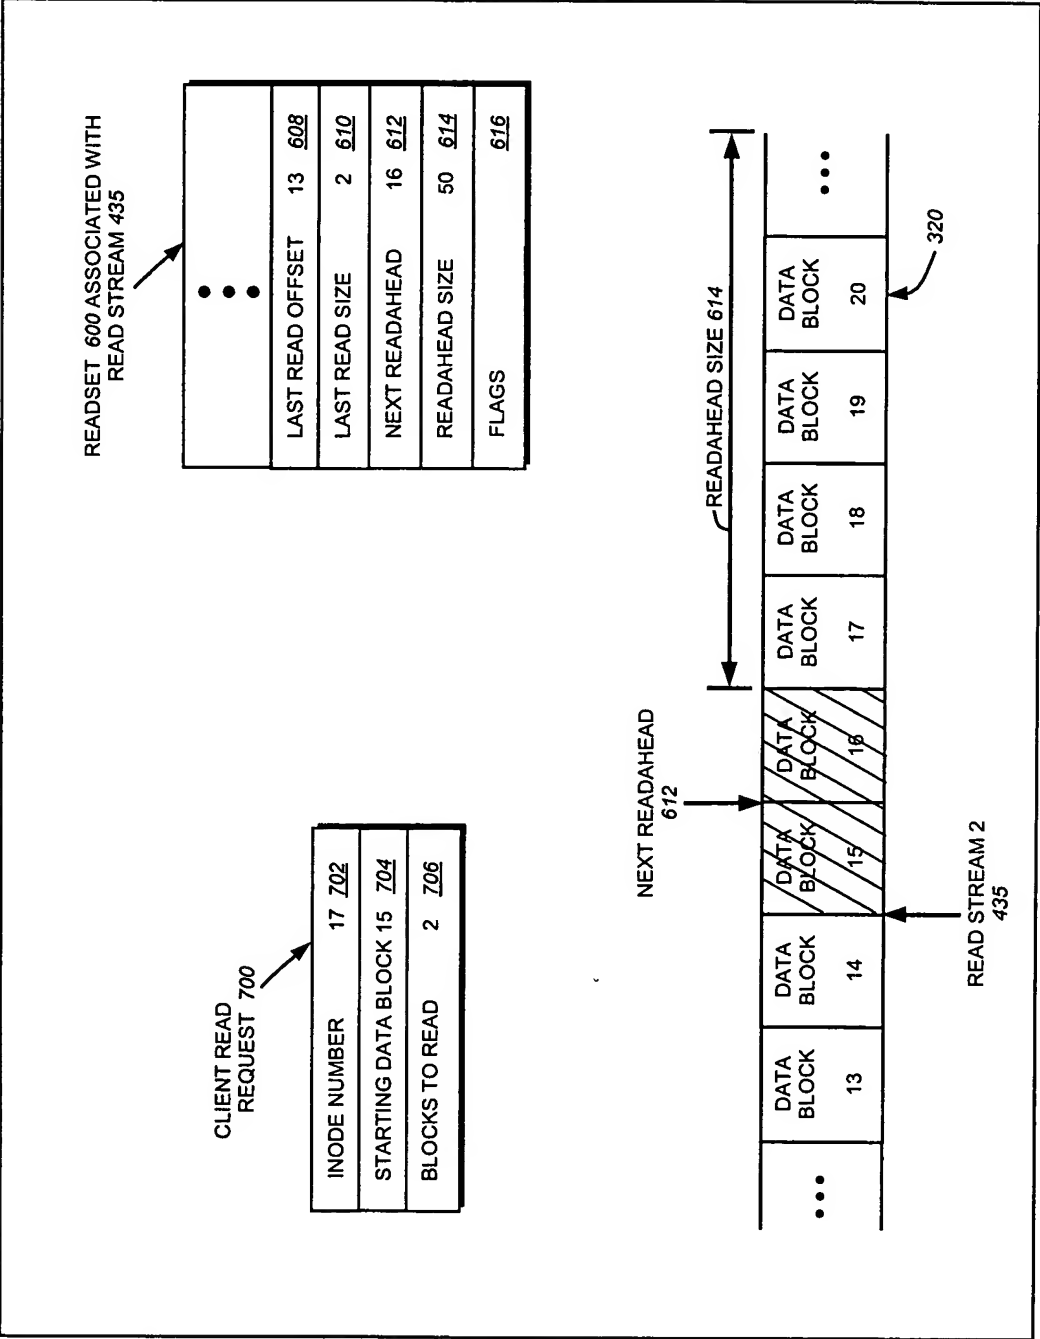 CLIENT READ
REQUEST 700
INODE NUMBER 17 702
STARTING DATA BLOCK 15 704
BLOCKS TO READ 2 706
READSET 600 ASSOCIATED WITH
READ STREAM 435
LAST READ OFFSET 13 608
LAST READ SIZE 2 610
NEXT READAHEAD 16 612
READAHEAD SIZE 50 614
FLAGS 616
NEXT READAHEAD
612
READAHEAD SIZE 614
DATA
BLOCK
13
DATA
BLOCK
14
DATA
BLOCK
15
DATA
BLOCK
16
DATA
BLOCK
17
DATA
BLOCK
18
DATA
BLOCK
19
DATA
BLOCK
20
READ STREAM 2
435
320